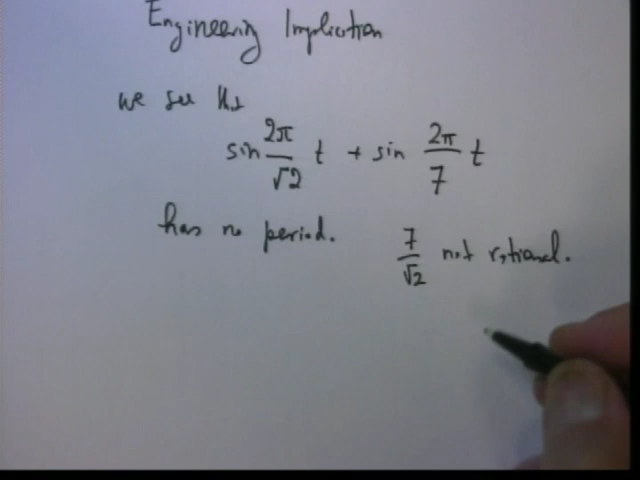 Engineering Implication
we see that
sin 2π/√2 t + sin 2π/7 t
has no period. 7/√2 not rational.